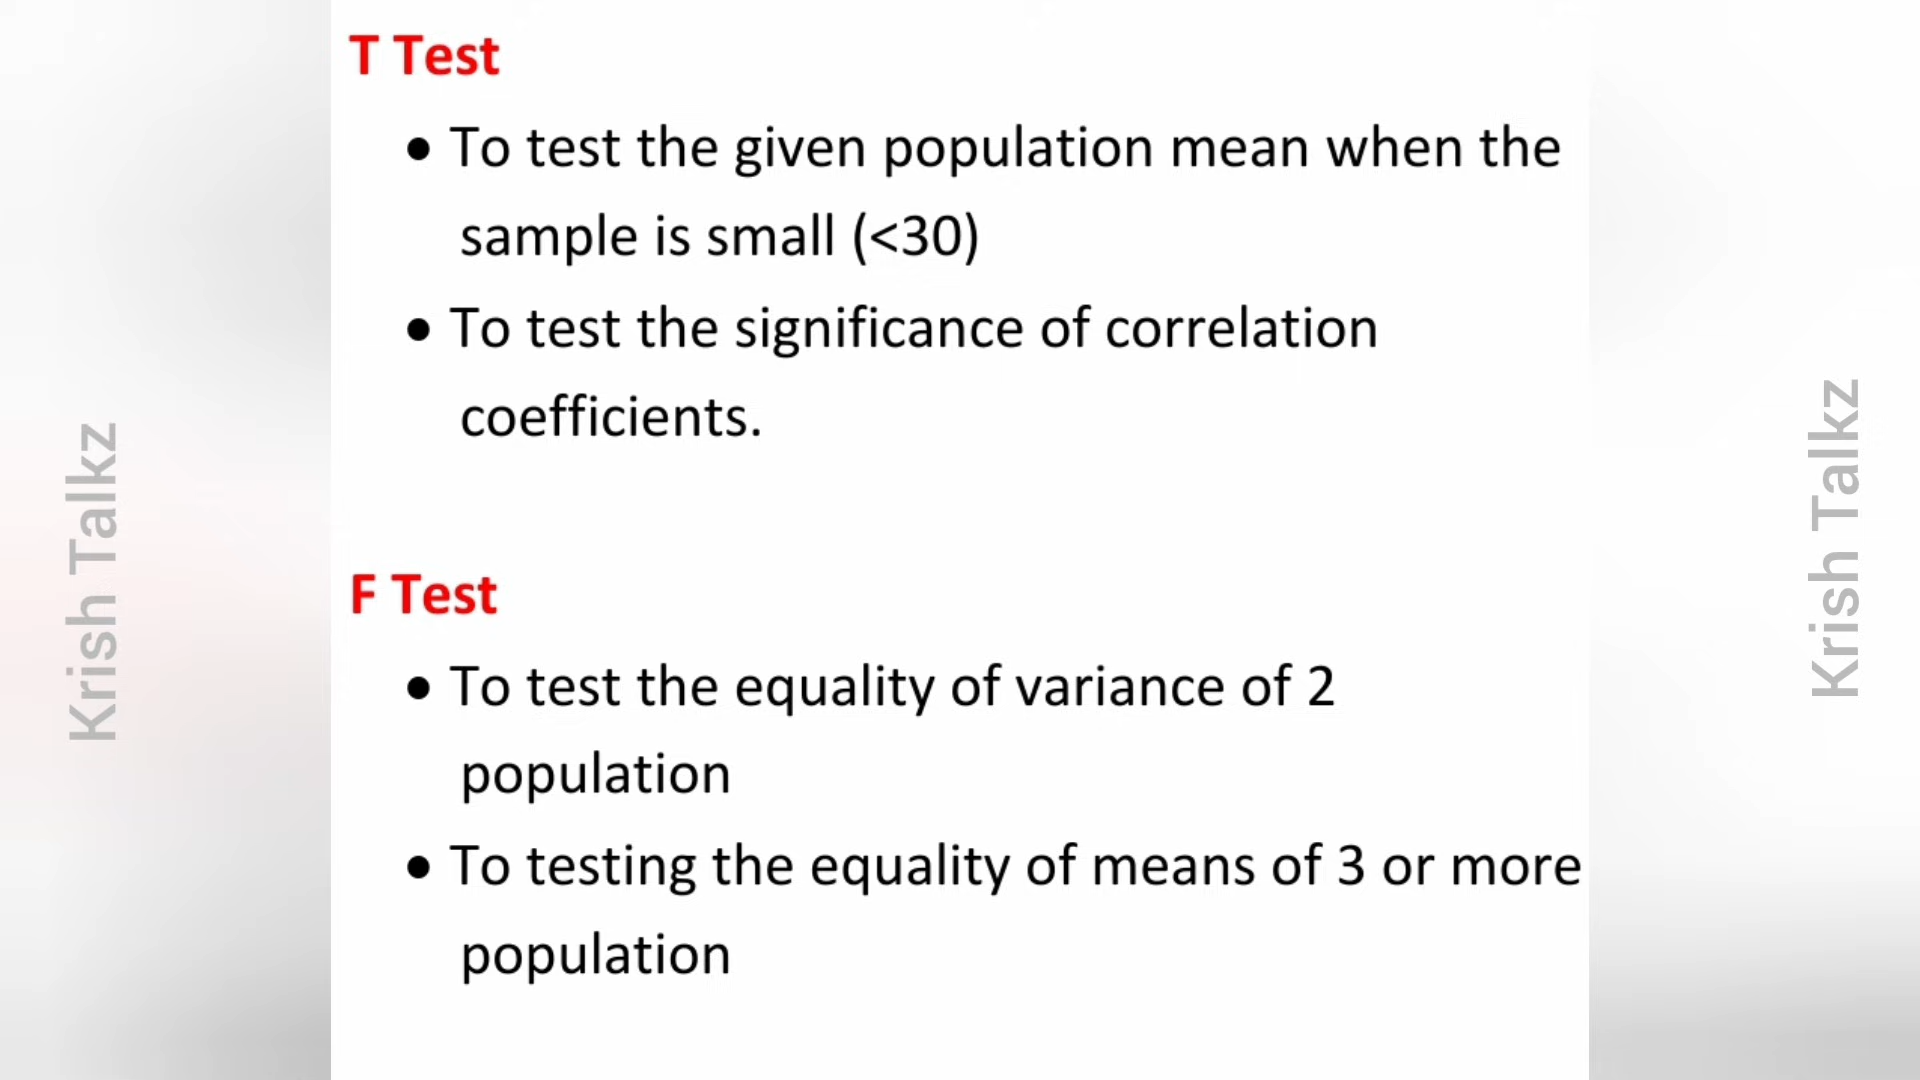 T Test
• To test the given population mean when the
sample is small (<30)
• To test the significance of correlation
coefficients.
F Test
• To test the equality of variance of 2
population
• To testing the equality of means of 3 or more
population
Krish Talkz
Krish Talkz